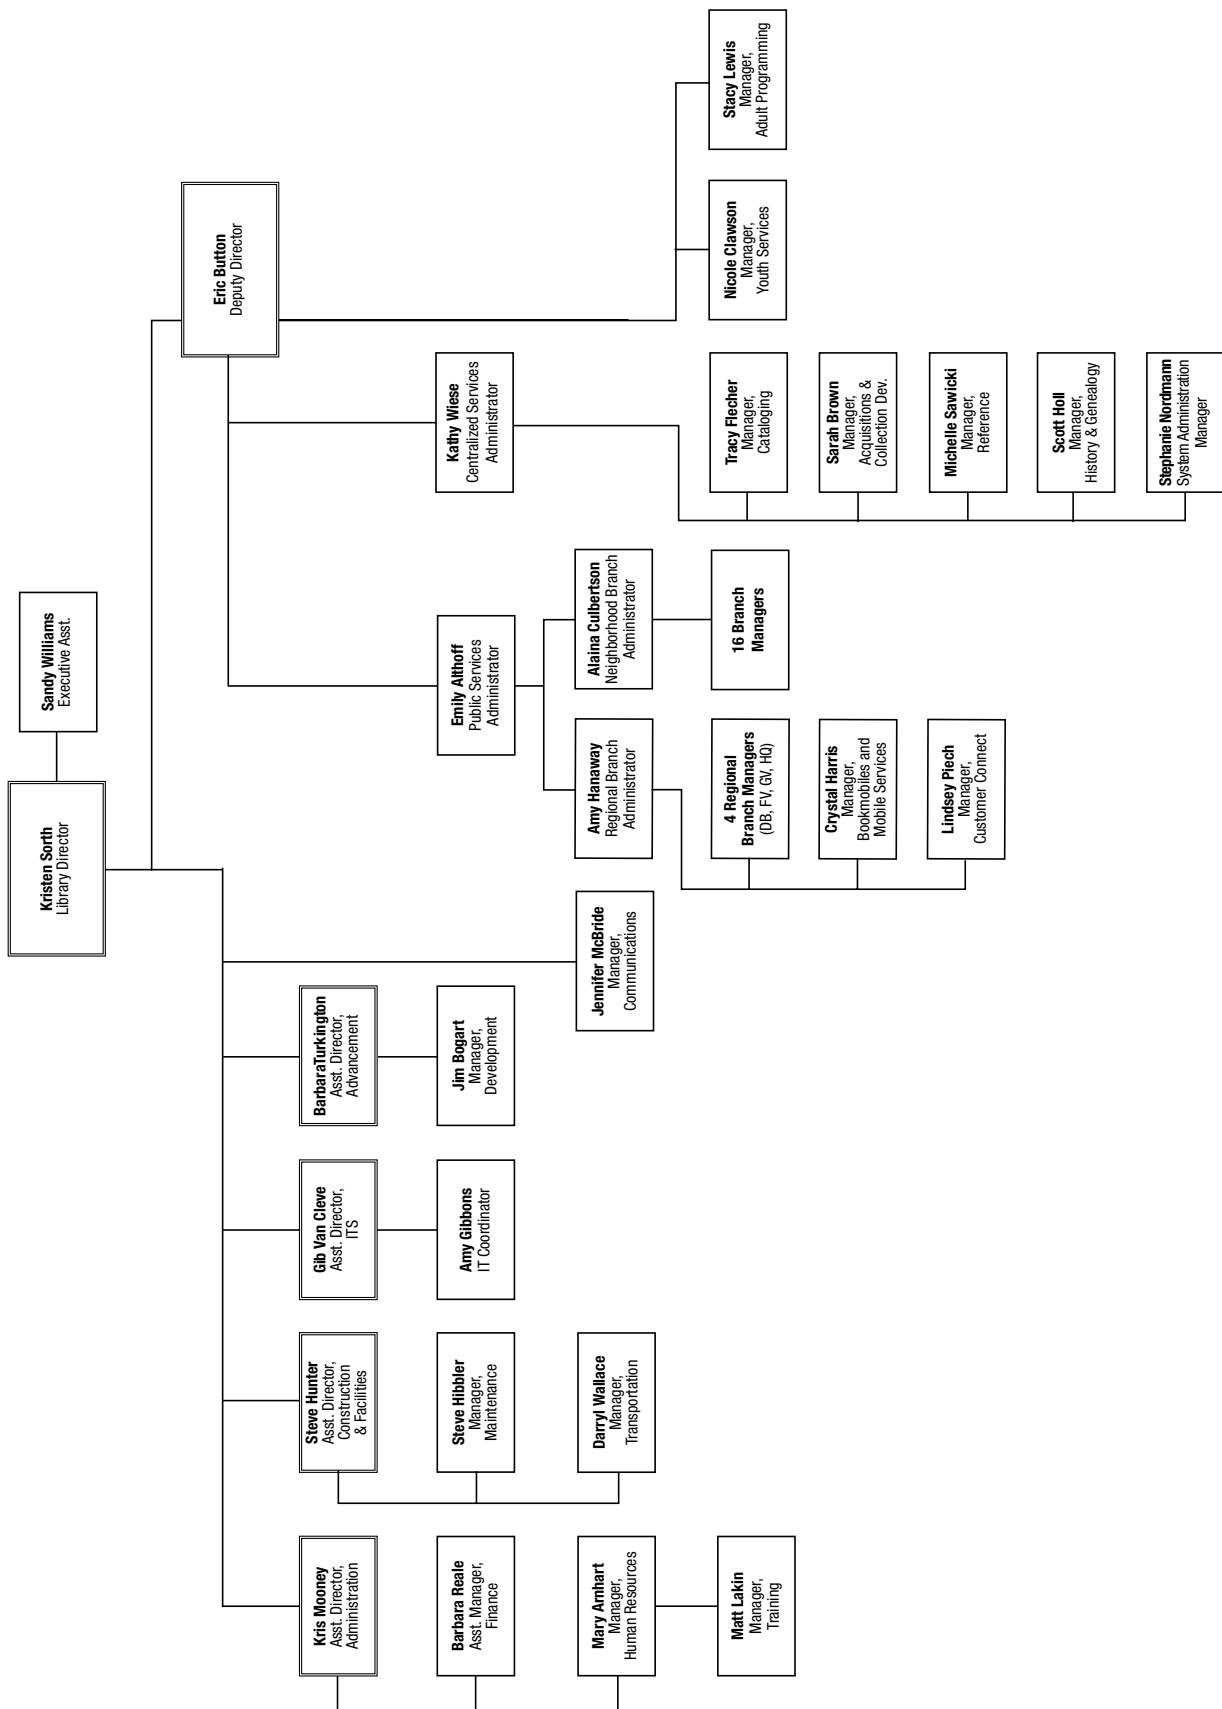 Kristen Sorth
Library Director
Sandy Williams
Executive Asst.
Eric Button
Deputy Director
Kris Mooney
Asst. Director,
Administration
Steve Hunter
Asst. Director,
Construction
& Facilities
Gib Van Cleve
Asst. Director,
ITS
BarbaraTurkington
Asst. Director,
Advancement
Barbara Reale
Asst. Manager,
Finance
Steve Hibbler
Manager,
Maintenance
Amy Gibbons
IT Coordinator
Jim Bogart
Manager,
Development
Emily Althoff
Public Services
Administrator
Kathy Wiese
Centralized Services
Administrator
Mary Arnhart
Manager,
Human Resources
Darryl Wallace
Manager,
Transportation
Jennifer McBride
Manager,
Communications
Amy Hanaway
Regional Branch
Administrator
Alaina Culbertson
Neighborhood Branch
Administrator
Matt Lakin
Manager,
Training
4 Regional
Branch Managers
(DB, FV, GV, HQ)
16 Branch
Managers
Tracy Flecher
Manager,
Cataloging
Nicole Clawson
Manager,
Youth Services
Stacy Lewis
Manager,
Adult Programming
Crystal Harris
Manager,
Bookmobiles and
Mobile Services
Sarah Brown
Manager,
Acquisitions &
Collection Dev.
Lindsey Piech
Manager,
Customer Connect
Michelle Sawicki
Manager,
Reference
Scott Holl
Manager,
History & Genealogy
Stephanie Nordmann
System Administration
Manager